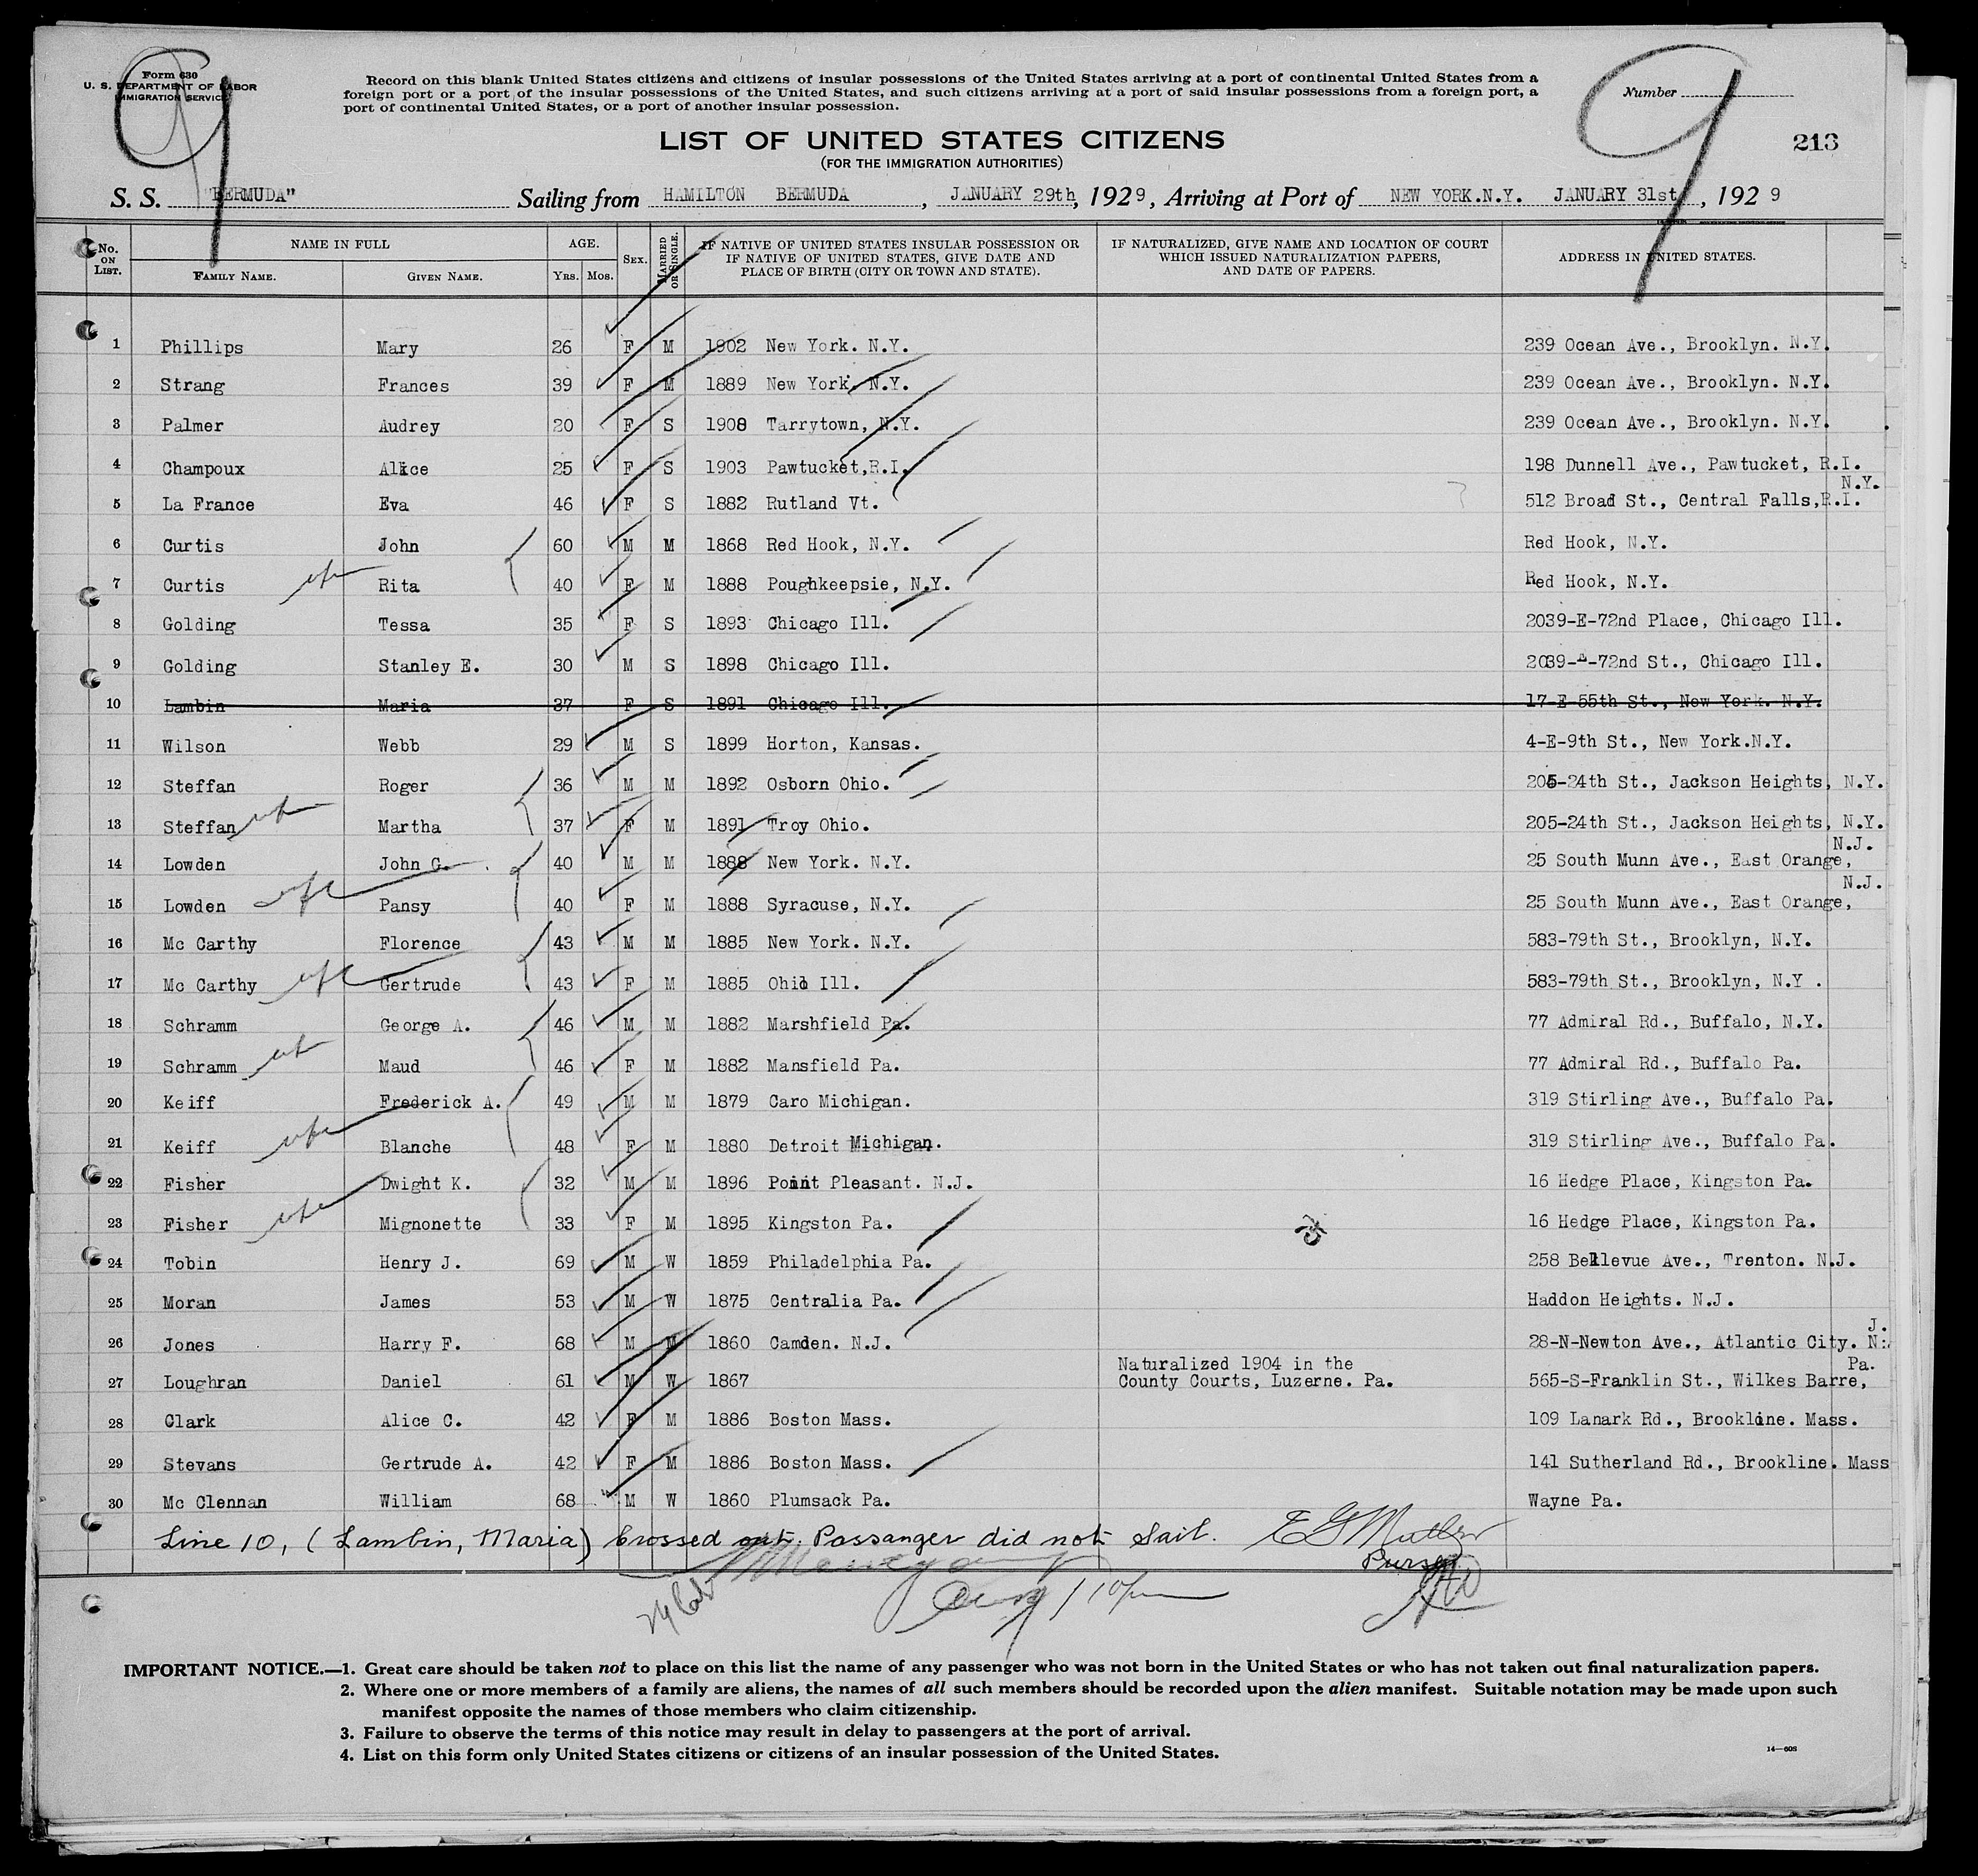 9 9
Form 630
U. S. DEPARTMENT OF LABOR
IMMIGRATION SERVICE
Record on this blank United States citizens and citizens of insular possessions of the United States arriving at a port of continental United States from a
foreign port or a port of the insular possessions of the United States, and such citizens arriving at a port of said insular possessions from a foreign port, a
port of continental United States, or a port of another insular possession.
Number
LIST OF UNITED STATES CITIZENS
213
(FOR THE IMMIGRATION AUTHORITIES)
S. S. "BERMUDA" Sailing from HAMILTON BERMUDA, JANUARY 29th, 1929, Arriving at Port of NEW YORK.N.Y. JANUARY 31st, 1929
No. ON LIST. NAME IN FULL FAMILY NAME. GIVEN NAME. AGE. YRS. MOS. SEX. MARRIED OR SINGLE. IF NATIVE OF UNITED STATES INSULAR POSSESSION OR IF NATIVE OF UNITED STATES, GIVE DATE AND PLACE OF BIRTH (CITY OR TOWN AND STATE). IF NATURALIZED, GIVE NAME AND LOCATION OF COURT WHICH ISSUED NATURALIZATION PAPERS, AND DATE OF PAPERS. ADDRESS IN UNITED STATES.
1 Phillips Mary 26 F M 1902 New York. N.Y. 239 Ocean Ave., Brooklyn. N.Y.
2 Strang Frances 39 F M 1889 New York, N.Y. 239 Ocean Ave., Brooklyn. N.Y.
3 Palmer Audrey 20 F S 1908 Tarrytown, N.Y. 239 Ocean Ave., Brooklyn. N.Y.
4 Champoux Alice 25 F S 1903 Pawtucket,R.I. 198 Dunnell Ave., Pawtucket, R.I.
N.Y.
5 La France Eva 46 F S 1882 Rutland Vt. 512 Broad St., Central Falls,R.I.
6 Curtis John 60 M M 1868 Red Hook, N.Y. Red Hook, N.Y.
7 Curtis wife Rita 40 F M 1888 Poughkeepsie, N.Y. Red Hook, N.Y.
8 Golding Tessa 35 F S 1893 Chicago Ill. 2039-E-72nd Place, Chicago Ill.
9 Golding Stanley E. 30 M S 1898 Chicago Ill. 2039- -72nd St., Chicago Ill.
10 Lambin Maria 37 F S 1891 Chicago Ill. 17-E-55th St., New York. N.Y.
11 Wilson Webb 29 M S 1899 Horton, Kansas. 4-E-9th St., New York.N.Y.
12 Steffan Roger 36 M M 1892 Osborn Ohio. 205-24th St., Jackson Heights, N.Y.
13 Steffan wife Martha 37 F M 1891 Troy Ohio. 205-24th St., Jackson Heights, N.Y.
N.J.
14 Lowden John G. 40 M M 1888 New York. N.Y. 25 South Munn Ave., East Orange,
N.J.
15 Lowden wife Pansy 40 F M 1888 Syracuse, N.Y. 25 South Munn Ave., East Orange,
16 Mc Carthy Florence 43 M M 1885 New York. N.Y. 583-79th St., Brooklyn, N.Y.
17 Mc Carthy wife Gertrude 43 F M 1885 Ohio Ill. 583-79th St., Brooklyn, N.Y .
18 Schramm George A. 46 M M 1882 Marshfield Pa. 77 Admiral Rd., Buffalo, N.Y.
19 Schramm wife Maud 46 F M 1882 Mansfield Pa. 77 Admiral Rd., Buffalo Pa.
20 Keiff Frederick A. 49 M M 1879 Caro Michigan. 319 Stirling Ave., Buffalo Pa.
21 Keiff wife Blanche 48 F M 1880 Detroit Michigan. 319 Stirling Ave., Buffalo Pa.
22 Fisher Dwight K. 32 M M 1896 Point Pleasant. N.J. 16 Hedge Place, Kingston Pa.
23 Fisher wife Mignonette 33 F M 1895 Kingston Pa. 16 Hedge Place, Kingston Pa.
24 Tobin Henry J. 69 M W 1859 Philadelphia Pa. 258 Bellevue Ave., Trenton. N.J.
25 Moran James 53 M W 1875 Centralia Pa. Haddon Heights. N.J.
J.
26 Jones Harry F. 68 M M 1860 Camden. N.J. 28-N-Newton Ave., Atlantic City. N.
Naturalized 1904 in the Pa.
27 Loughran Daniel 61 M W 1867 County Courts, Luzerne. Pa. 565-S-Franklin St., Wilkes Barre,
28 Clark Alice C. 42 F M 1886 Boston Mass. 109 Lanark Rd., Brookline. Mass.
29 Stevans Gertrude A. 42 F M 1886 Boston Mass. 141 Sutherland Rd., Brookline. Mass
30 Mc Clennan William 68 M W 1860 Plumsack Pa. Wayne Pa.
Line 10, (Lambin, Maria) Crossed out. Passanger did not Sail.
Purser
IMPORTANT NOTICE.—1. Great care should be taken not to place on this list the name of any passenger who was not born in the United States or who has not taken out final naturalization papers.
2. Where one or more members of a family are aliens, the names of all such members should be recorded upon the alien manifest. Suitable notation may be made upon such
manifest opposite the names of those members who claim citizenship.
3. Failure to observe the terms of this notice may result in delay to passengers at the port of arrival.
4. List on this form only United States citizens or citizens of an insular possession of the United States.
14—608